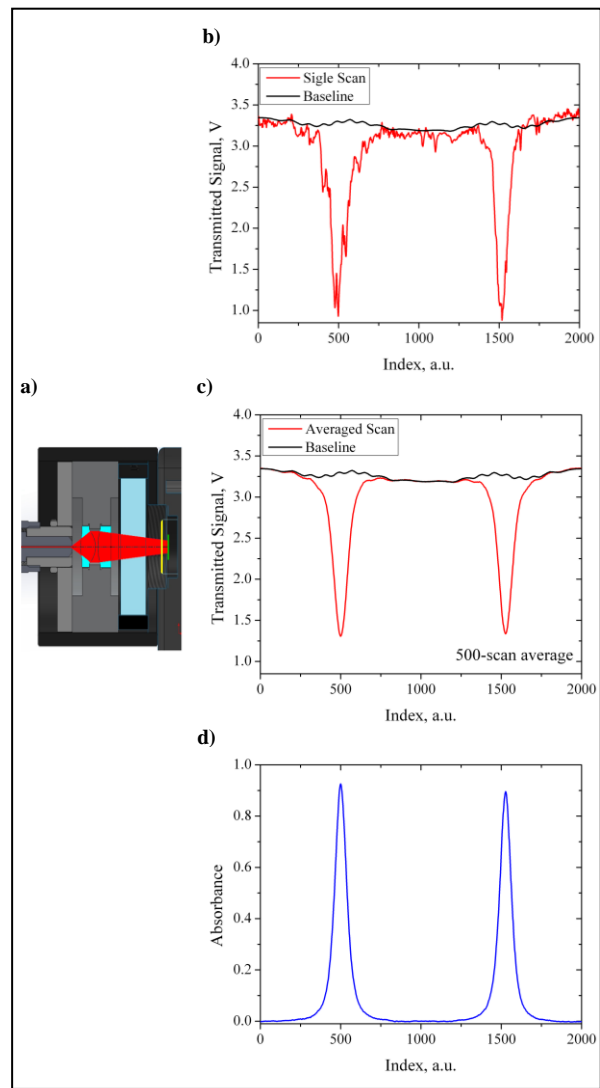 b)
4.0
3.5
3.0
2.5
2.0
1.5
1.0
Transmitted Signal, V
Sigle Scan
Baseline
0 500 1000 1500 2000
Index, a.u.
a)
c)
4.0
3.5
3.0
2.5
2.0
1.5
1.0
Transmitted Signal, V
Averaged Scan
Baseline
500-scan average
0 500 1000 1500 2000
Index, a.u.
d)
1.0
0.8
0.6
0.4
0.2
0.0
Absorbance
0 500 1000 1500 2000
Index, a.u.